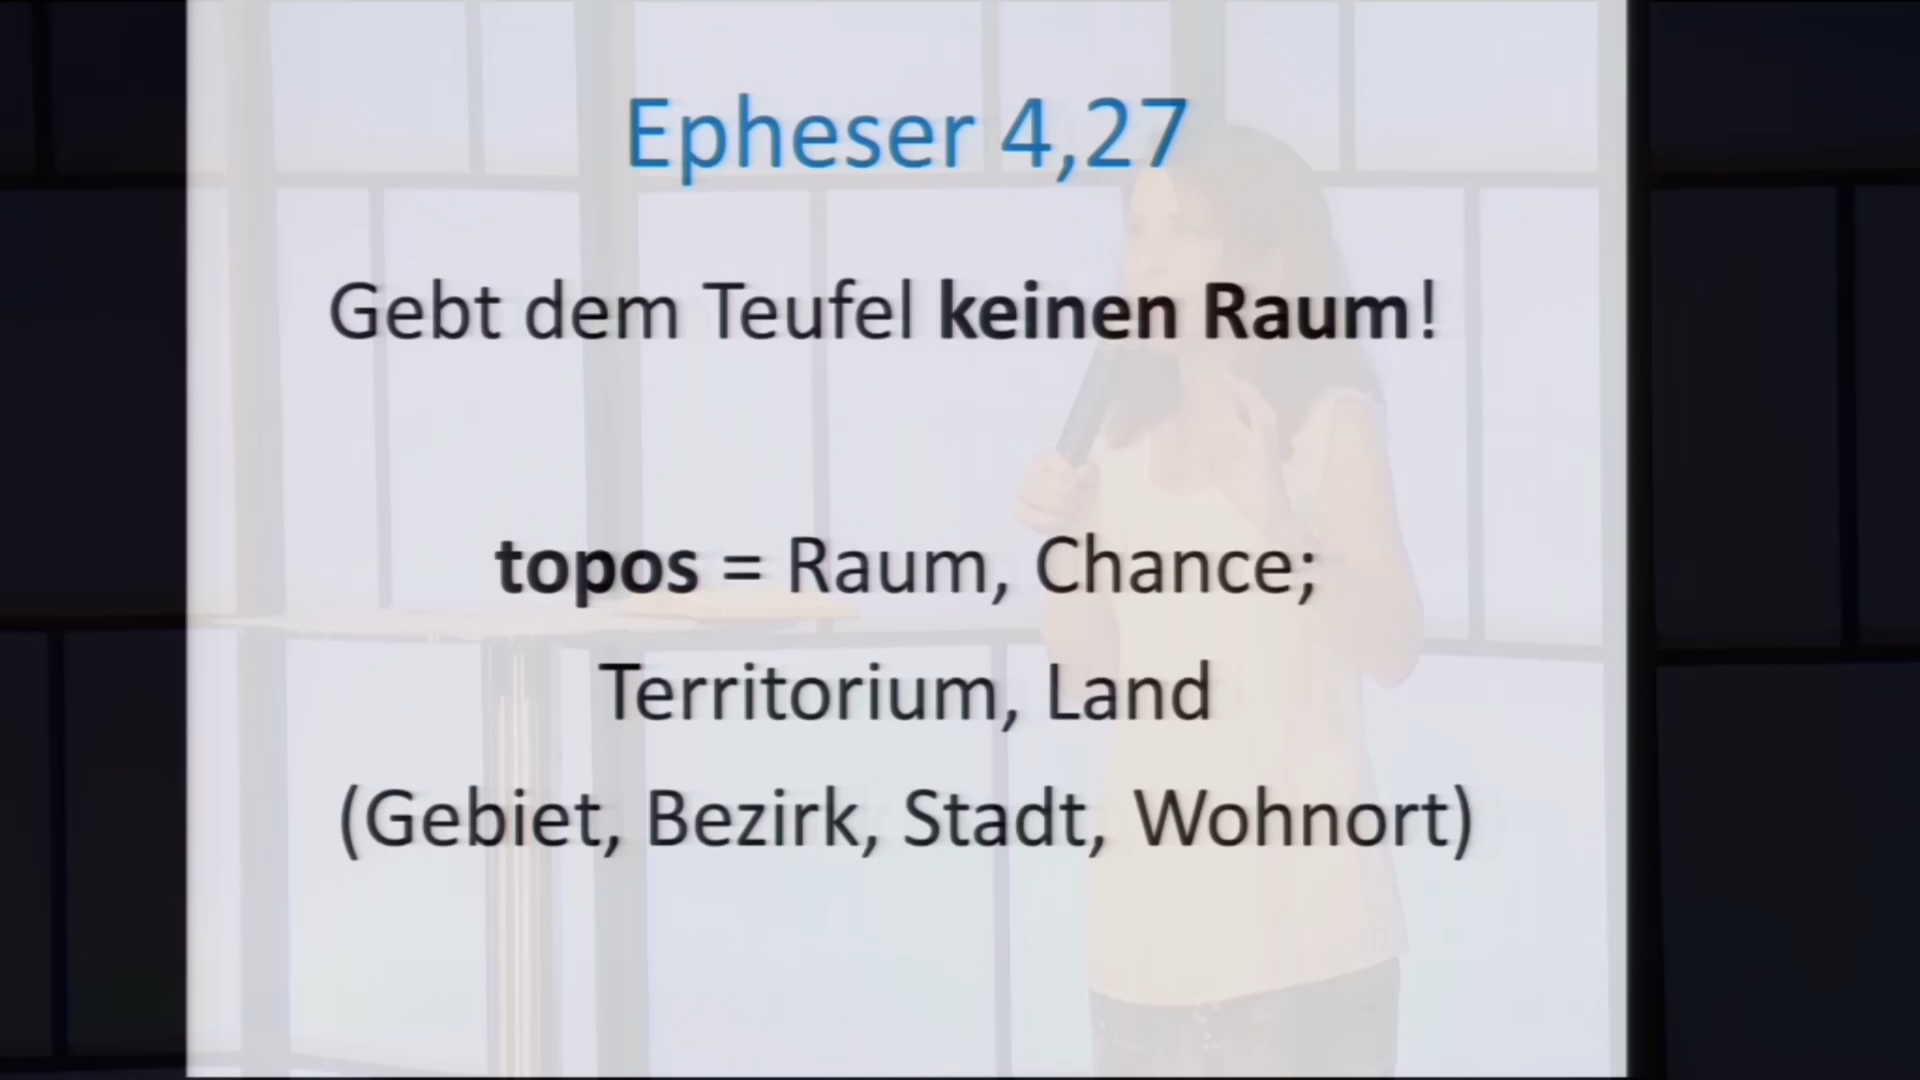 Epheser 4,27
Gebt dem Teufel keinen Raum!
topos = Raum, Chance;
Territorium, Land
(Gebiet, Bezirk, Stadt, Wohnort)